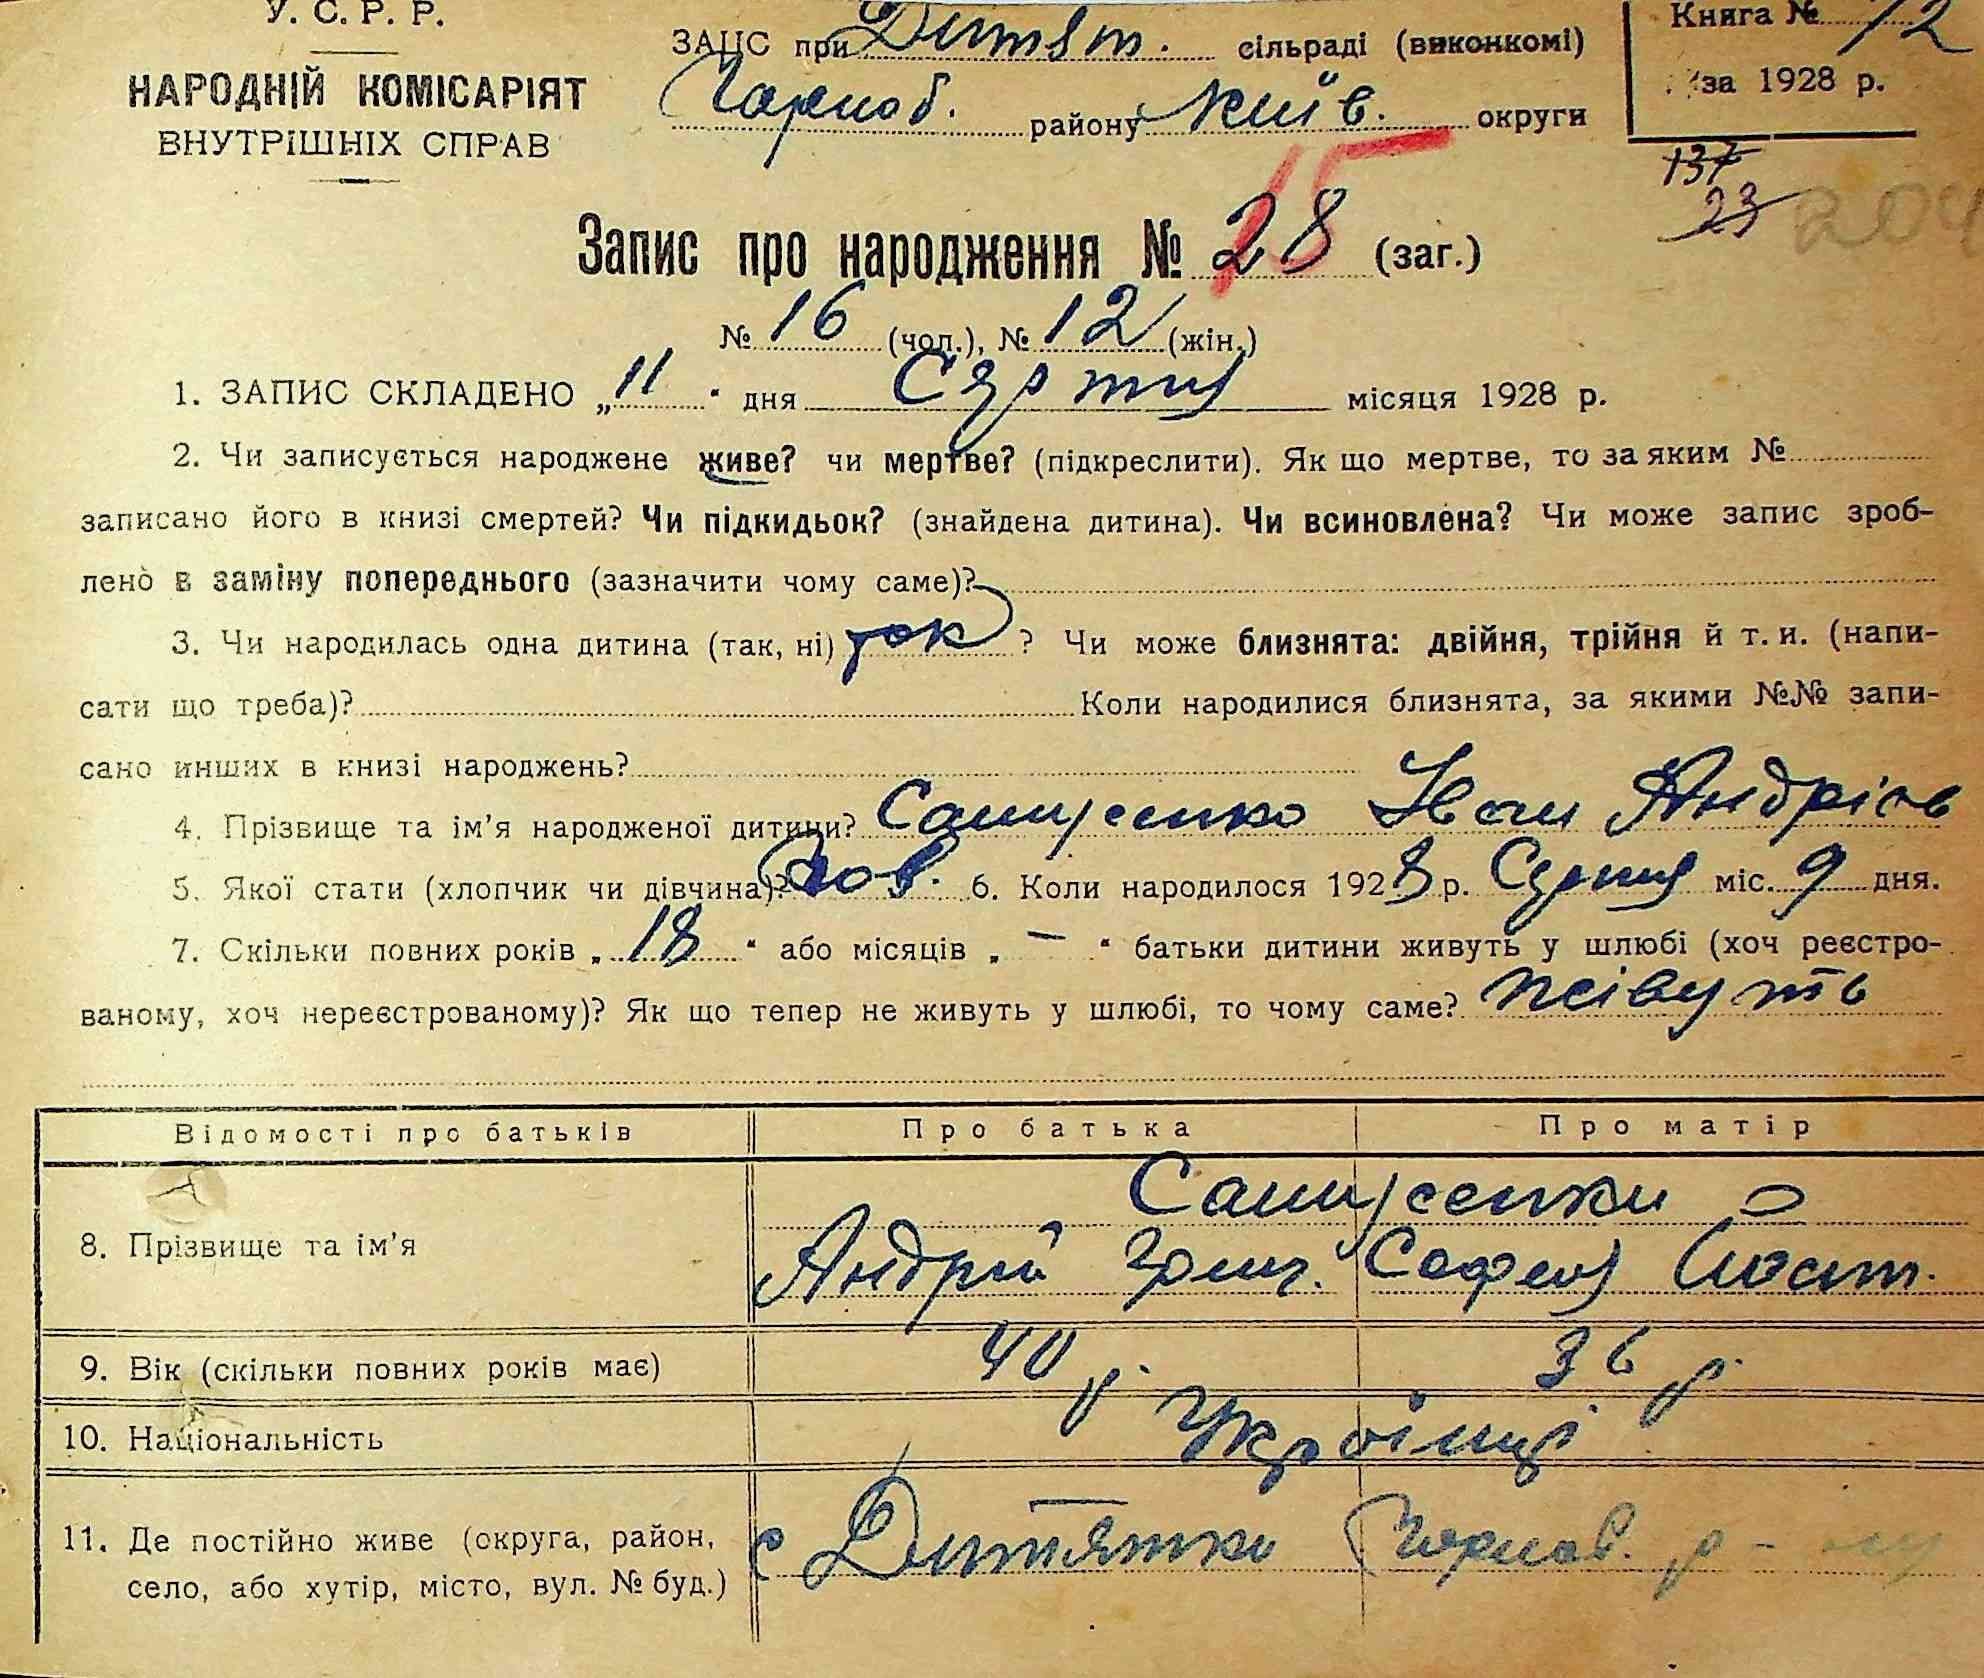 У. С. Р. Р.
НАРОДНІЙ КОМІСАРІЯТ
ВНУТРІШНІХ СПРАВ
ЗАЦС при Дитят. сільраді (виконкомі)
Чорноб. району Київ. округи
Книга № 12
за 1928 р.
137
23
204
15
Запис про народження № 28 (заг.)
№ 16 (чол.), № 12 (жін.)
1. ЗАПИС СКЛАДЕНО „11" дня Серпня місяця 1928 р.
2. Чи записується народжене живе? чи мертве? (підкреслити). Як що мертве, то за яким №
записано його в книзі смертей? Чи підкидьок? (знайдена дитина). Чи всиновлена? Чи може запис зроб-
лено в заміну попереднього (зазначити чому саме)?
3. Чи народилась одна дитина (так, ні) так ? Чи може близнята: двійня, трійня й т. и. (напи-
сати що треба)? Коли народилися близнята, за якими №№ запи-
сано инших в книзі народжень?
4. Прізвище та ім'я народженої дитини? Іван Андрієв
5. Якої стати (хлопчик чи дівчина)? Чов. 6. Коли народилося 1928 р. Серпня міс. 9 дня.
7. Скільки повних років „18" або місяців „—" батьки дитини живуть у шлюбі (хоч реєстро-
ваному, хоч нереєстрованому)? Як що тепер не живуть у шлюбі, то чому саме? живуть
Відомості про батьків Про батька Про матір
8. Прізвище та ім'я
Андрій Григ. Софія
9. Вік (скільки повних років має) 40 р. 36 р.
10. Національність Українці
11. Де постійно живе (округа, район,
село, або хутір, місто, вул. № буд.)
с Дитятки Чорноб. р-ну